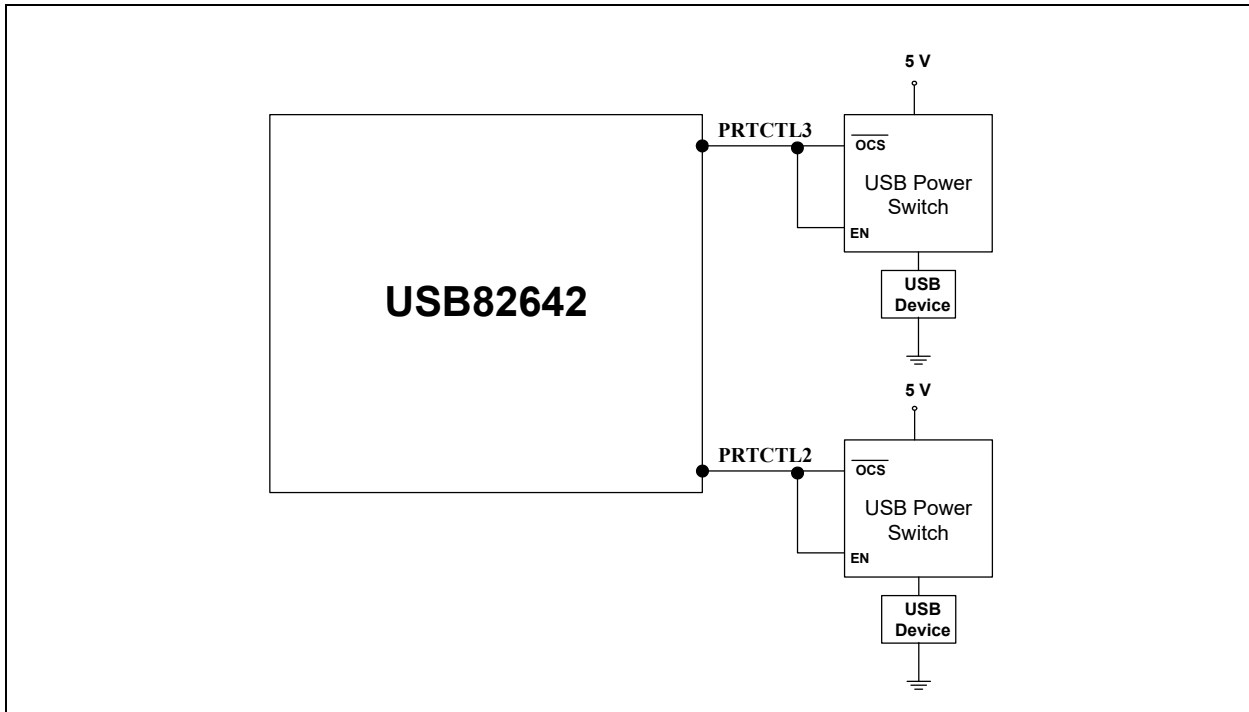 5 V
PRTCTL3
OCS
USB Power
Switch
EN
USB
Device
USB82642
5 V
PRTCTL2
OCS
USB Power
Switch
EN
USB
Device